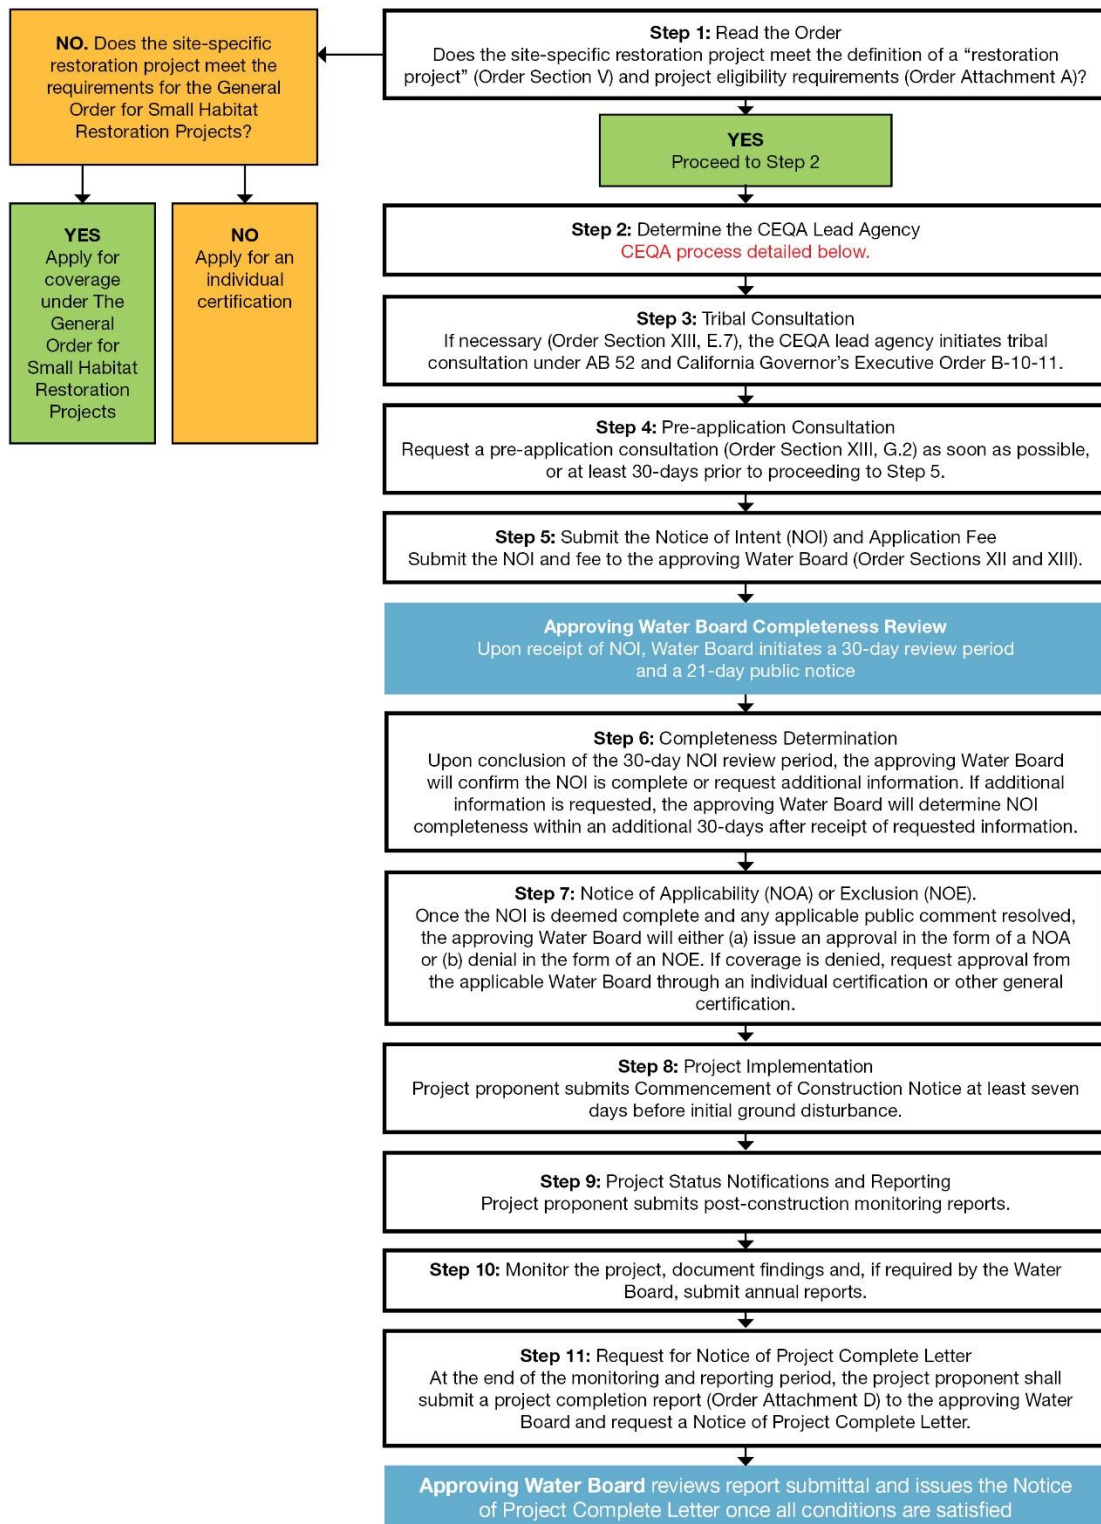 Step 1: Read the Order
Does the site-specific restoration project meet the definition of a “restoration
project” (Order Section V) and project eligibility requirements (Order Attachment A)?
NO. Does the site-specific
restoration project meet the
requirements for the General
Order for Small Habitat
Restoration Projects?
YES
Apply for
coverage
under The
General
Order for
Small Habitat
Restoration
Projects
NO
Apply for an
individual
certification
YES
Proceed to Step 2
Step 2: Determine the CEQA Lead Agency
CEQA process detailed below.
Step 3: Tribal Consultation
If necessary (Order Section XIII, E.7), the CEQA lead agency initiates tribal
consultation under AB 52 and California Governor’s Executive Order B-10-11.
Step 4: Pre-application Consultation
Request a pre-application consultation (Order Section XIII, G.2) as soon as possible,
or at least 30-days prior to proceeding to Step 5.
Step 5: Submit the Notice of Intent (NOI) and Application Fee
Submit the NOI and fee to the approving Water Board (Order Sections XII and XIII).
Approving Water Board Completeness Review
Upon receipt of NOI, Water Board initiates a 30-day review period
and a 21-day public notice
Step 6: Completeness Determination
Upon conclusion of the 30-day NOI review period, the approving Water Board
will confirm the NOI is complete or request additional information. If additional
information is requested, the approving Water Board will determine NOI
completeness within an additional 30-days after receipt of requested information.
Step 7: Notice of Applicability (NOA) or Exclusion (NOE).
Once the NOI is deemed complete and any applicable public comment resolved,
the approving Water Board will either (a) issue an approval in the form of a NOA
or (b) denial in the form of an NOE. If coverage is denied, request approval from
the applicable Water Board through an individual certification or other general
certification.
Step 8: Project Implementation
Project proponent submits Commencement of Construction Notice at least seven
days before initial ground disturbance.
Step 9: Project Status Notifications and Reporting
Project proponent submits post-construction monitoring reports.
Step 10: Monitor the project, document findings and, if required by the Water
Board, submit annual reports.
Step 11: Request for Notice of Project Complete Letter
At the end of the monitoring and reporting period, the project proponent shall
submit a project completion report (Order Attachment D) to the approving Water
Board and request a Notice of Project Complete Letter.
Approving Water Board reviews report submittal and issues the Notice
of Project Complete Letter once all conditions are satisfied